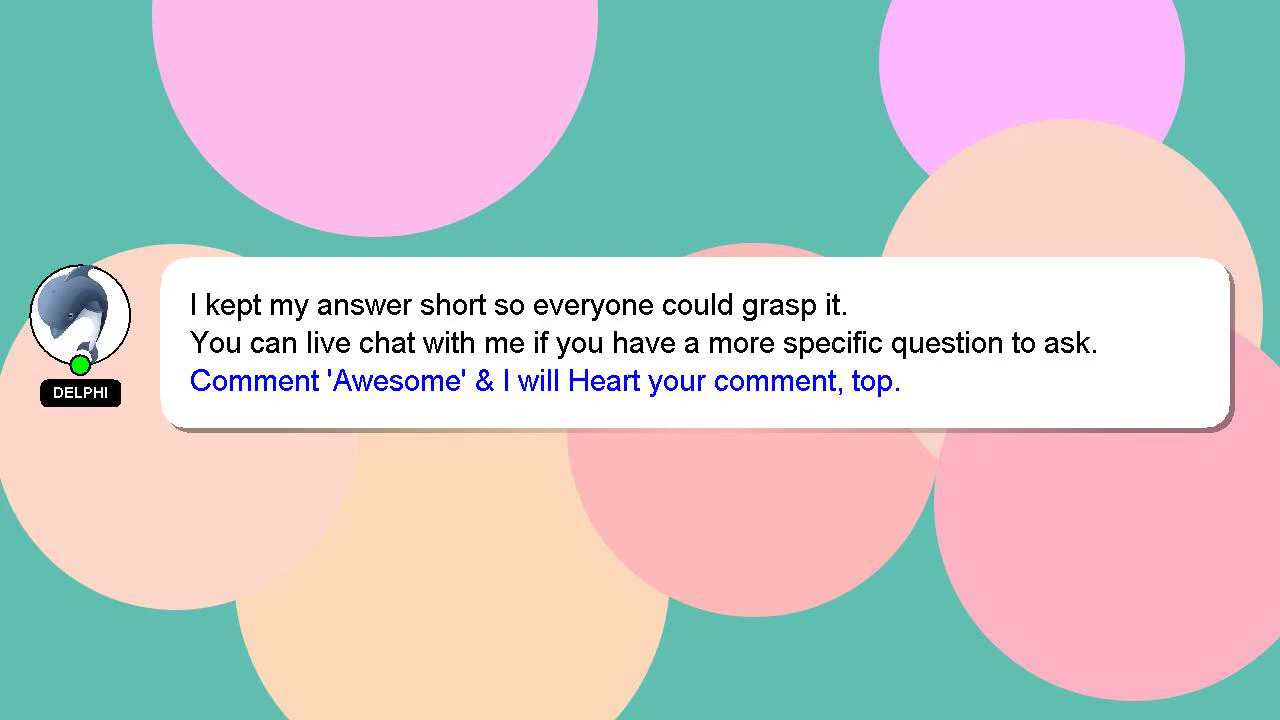 I kept my answer short so everyone could grasp it.
You can live chat with me if you have a more specific question to ask.
Comment 'Awesome' & I will Heart your comment, top.
DELPHI